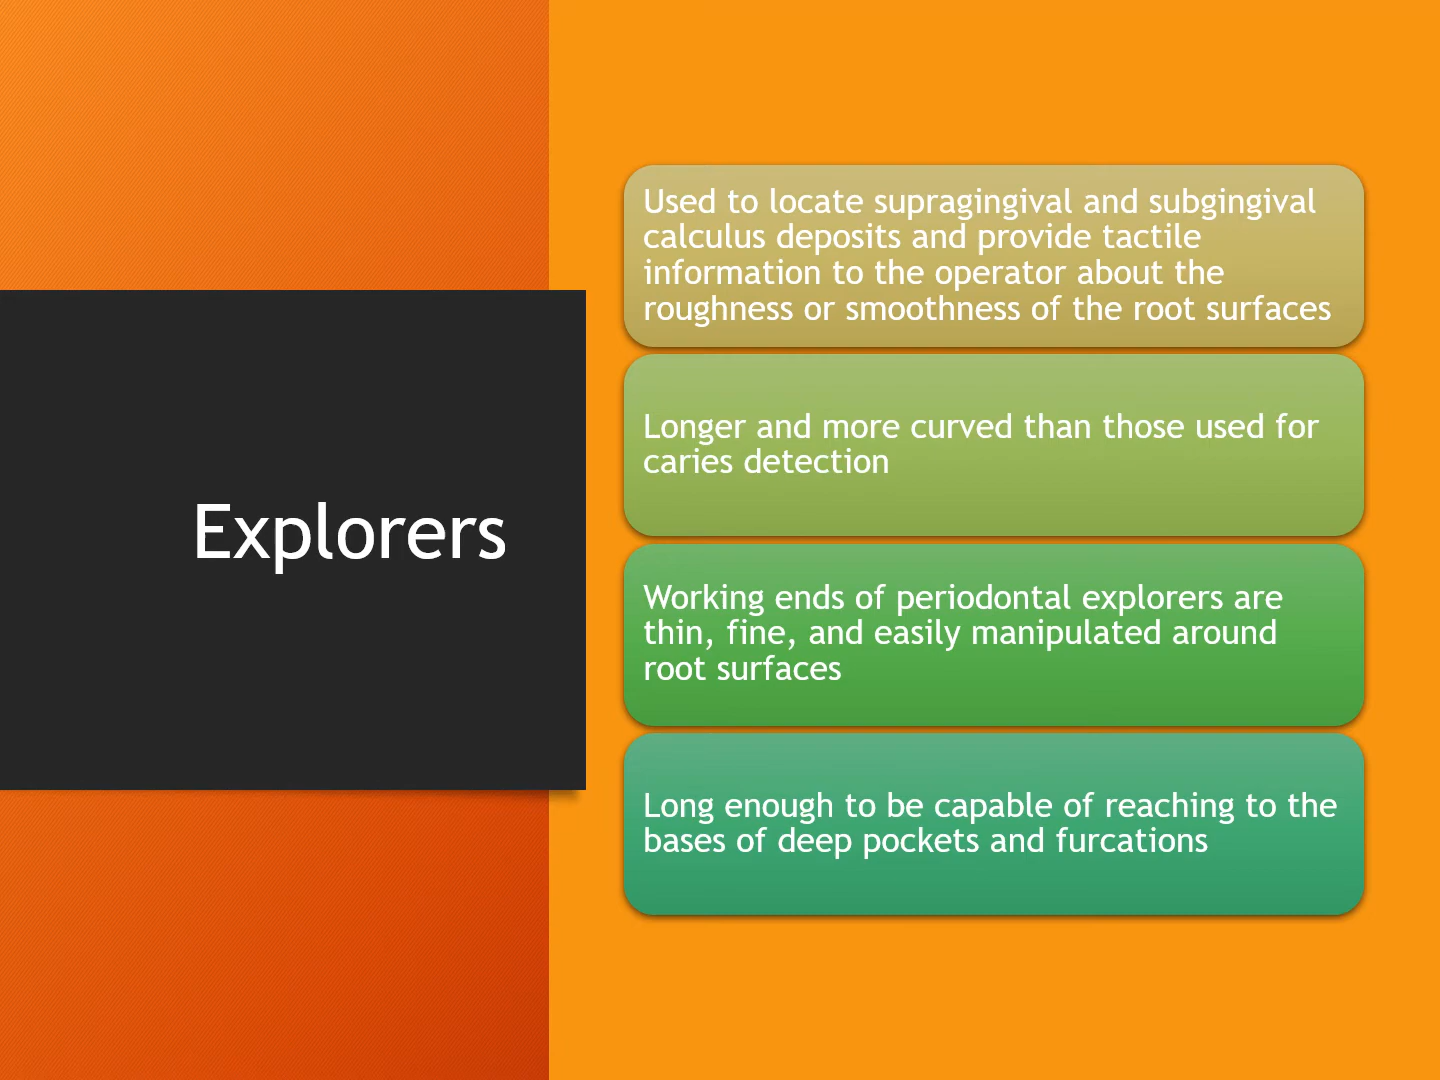 Explorers
Used to locate supragingival and subgingival
calculus deposits and provide tactile
information to the operator about the
roughness or smoothness of the root surfaces
Longer and more curved than those used for
caries detection
Working ends of periodontal explorers are
thin, fine, and easily manipulated around
root surfaces
Long enough to be capable of reaching to the
bases of deep pockets and furcations